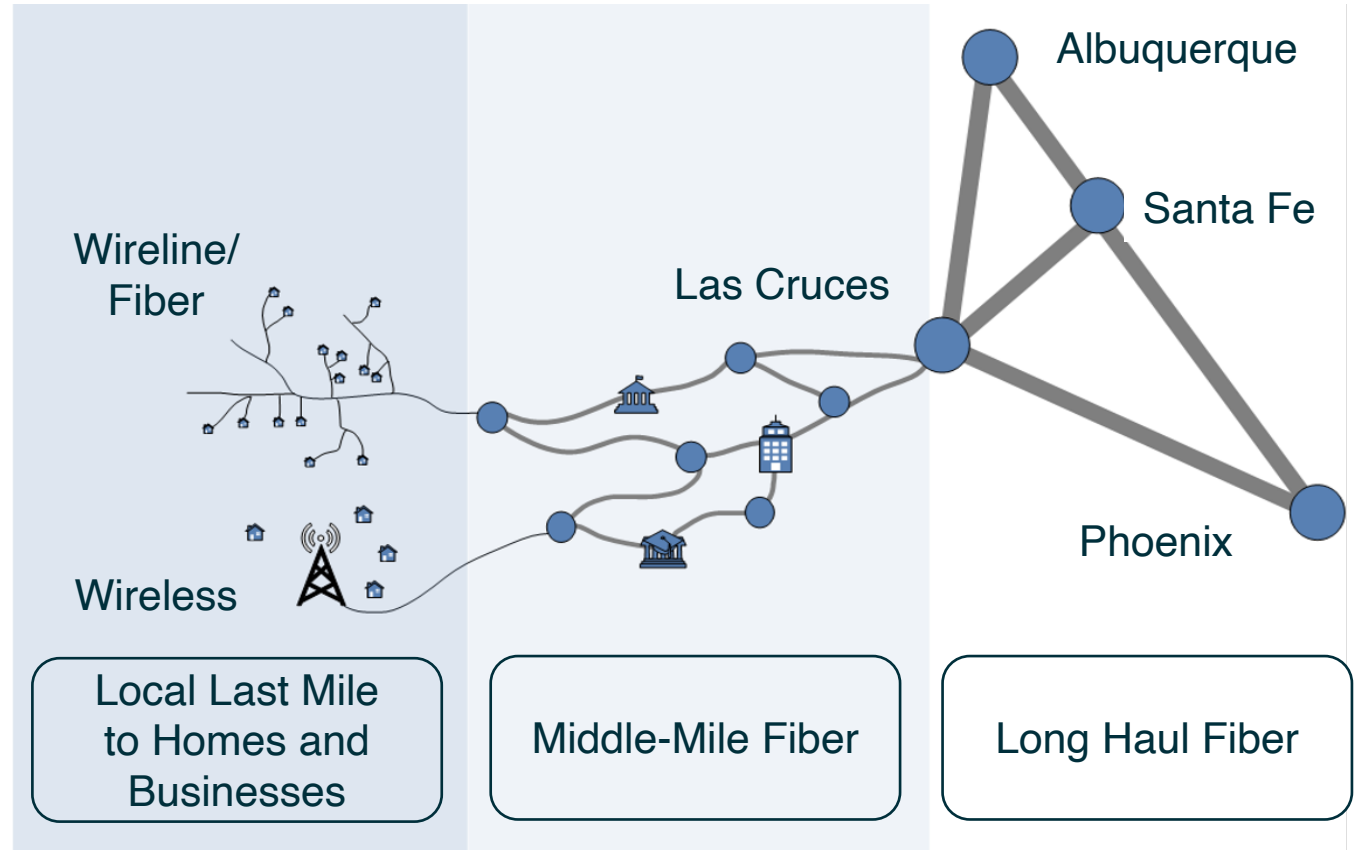 Albuquerque
Santa Fe
Wireline/
Fiber
Las Cruces
Phoenix
Wireless
Local Last Mile
to Homes and
Businesses
Middle-Mile Fiber
Long Haul Fiber